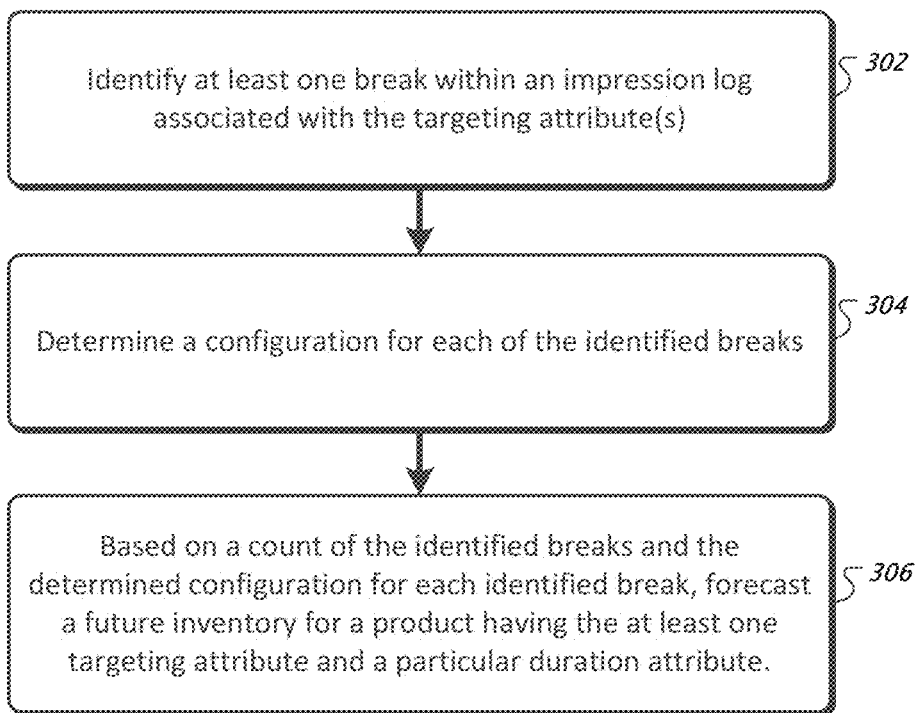 Identify at least one break within an impression log
associated with the targeting attribute(s)
302
Determine a configuration for each of the identified breaks
304
Based on a count of the identified breaks and the
determined configuration for each identified break, forecast
a future inventory for a product having the at least one
targeting attribute and a particular duration attribute.
306